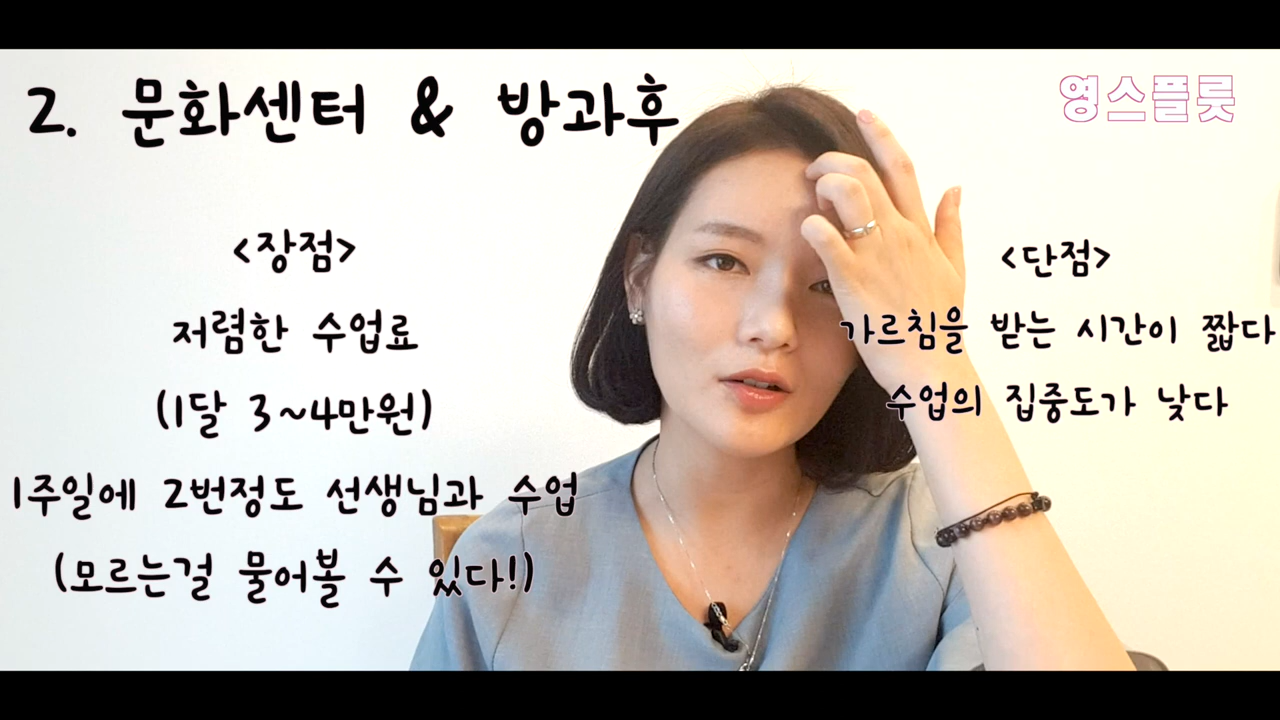 2. 문화센터 & 방과후
영스플룻
<장점>
저렴한 수업료
(1달 3~4만원)
1주일에 2번정도 선생님과 수업
(모르는걸 물어볼 수 있다!)
<단점>
가르침을 받는 시간이 짧다
수업의 집중도가 낮다